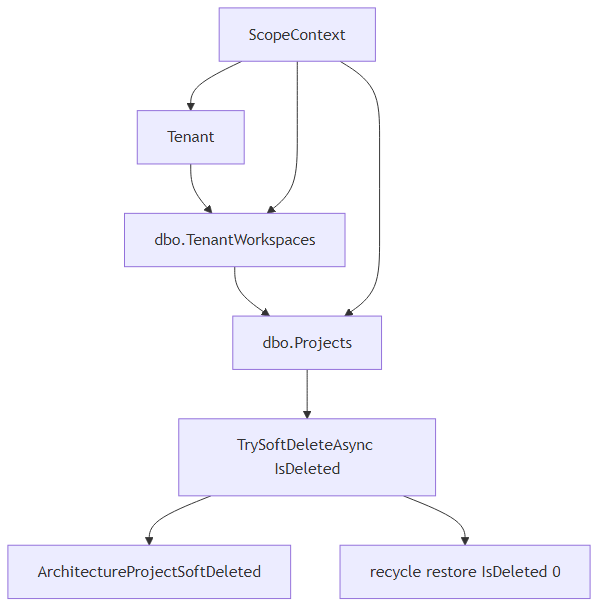 ScopeContext
Tenant
dbo.TenantWorkspaces
dbo.Projects
TrySoftDeleteAsync
IsDeleted
ArchitectureProjectSoftDeleted
recycle restore IsDeleted 0